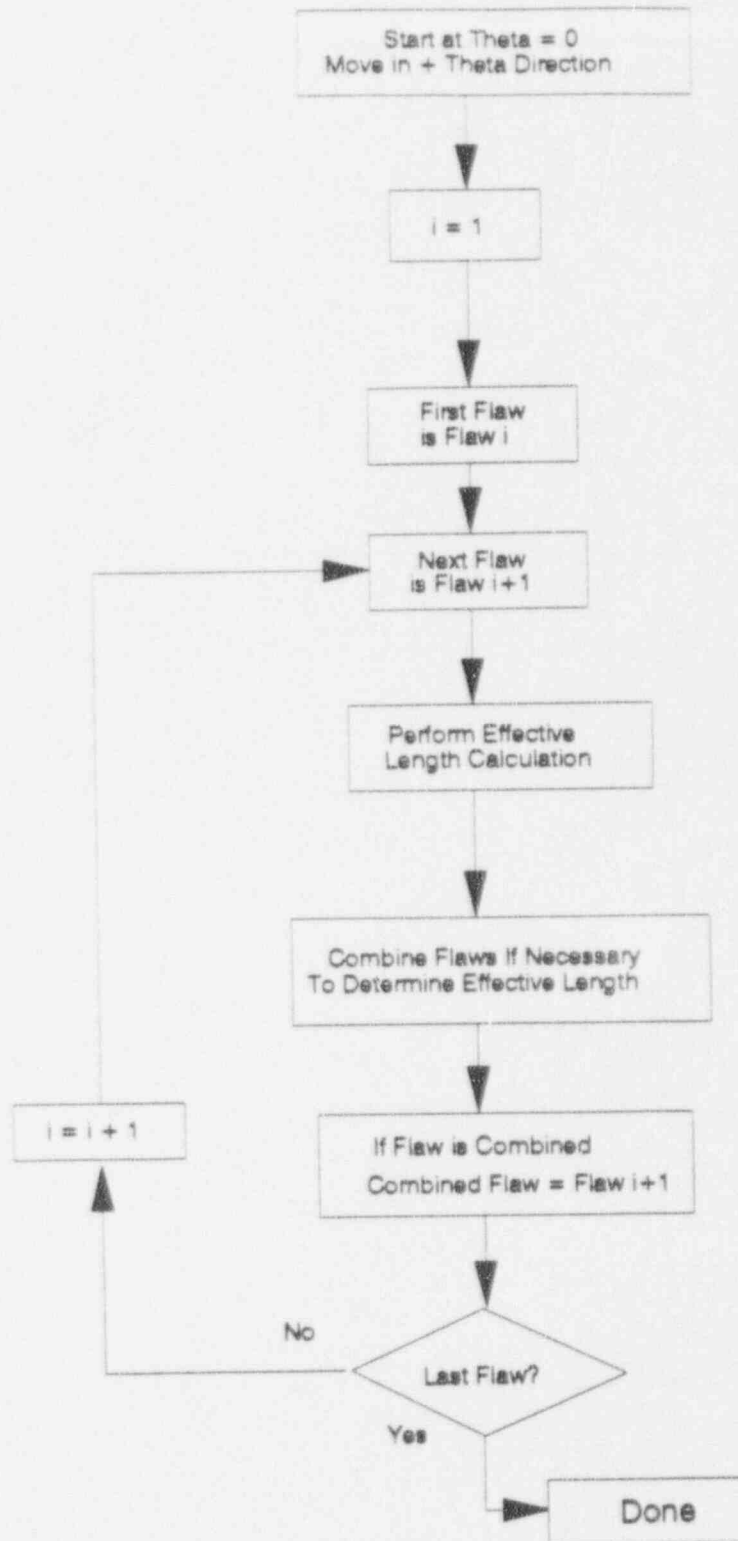 Start at Theta = 0
Move in + Theta Direction
i = 1
First Flaw
is Flaw i
Next Flaw
is Flaw i+1
Perform Effective
Length Calculation
Combine Flaws If Necessary
To Determine Effective Length
i = i + 1
If Flaw is Combined
Combined Flaw = Flaw i+1
No
Last Flaw?
Yes
Done